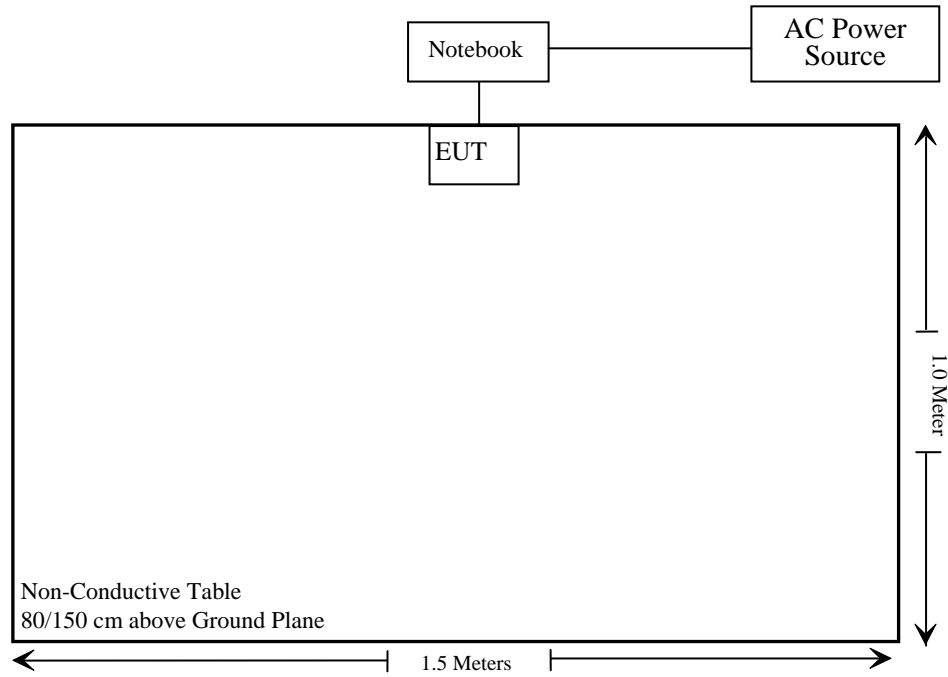 Notebook
AC Power
Source
EUT
1.0 Meter
Non-Conductive Table
80/150 cm above Ground Plane
1.5 Meters